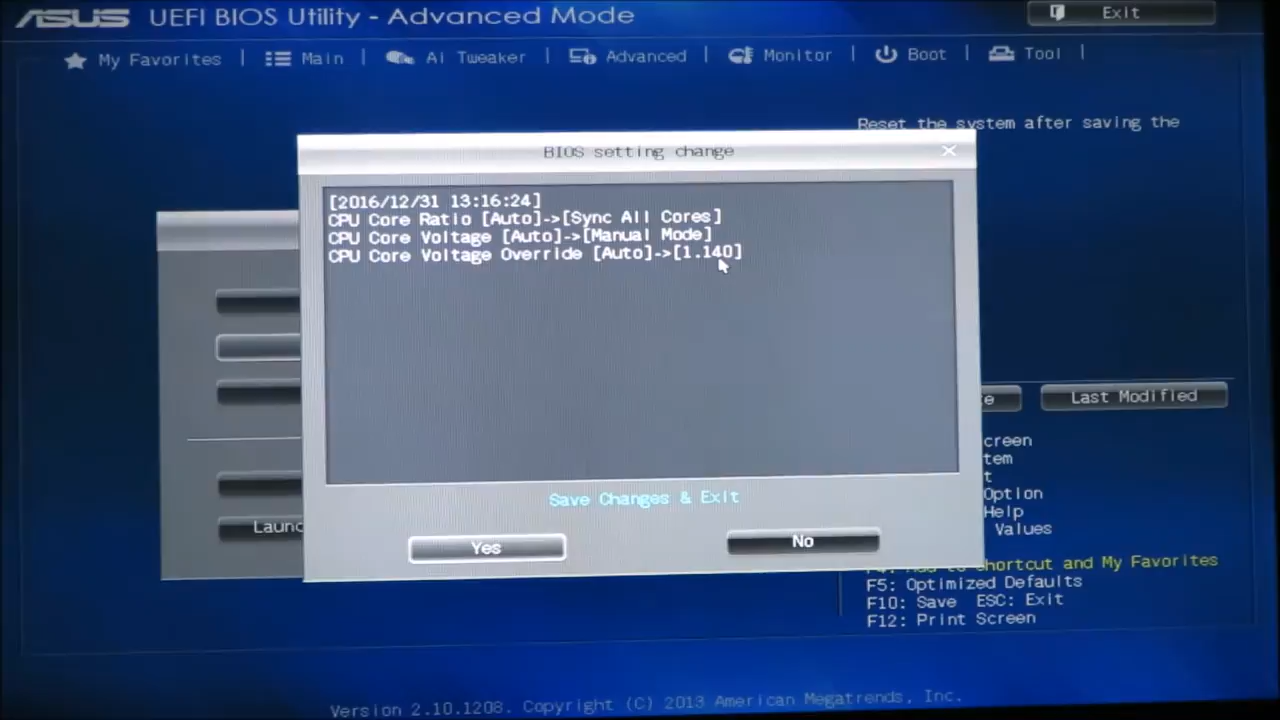 ASUS UEFI BIOS Utility - Advanced Mode
Exit
My Favorites | Main | Ai Tweaker | Advanced | Monitor | Boot | Tool |
Reset the system after saving the
BIOS setting change
[2016/12/31 13:16:24]
CPU Core Ratio [Auto]->[Sync All Cores]
CPU Core Voltage [Auto]->[Manual Mode]
CPU Core Voltage Override [Auto]->[1.140]
Last Modified
Option
Help
Values
Save Changes & Exit
Launc
Yes
No
Shortcut and My Favorites
F5: Optimized Defaults
F10: Save ESC: Exit
F12: Print Screen
Version 2.10.1208. Copyright (C) 2013 American Megatrends, Inc.